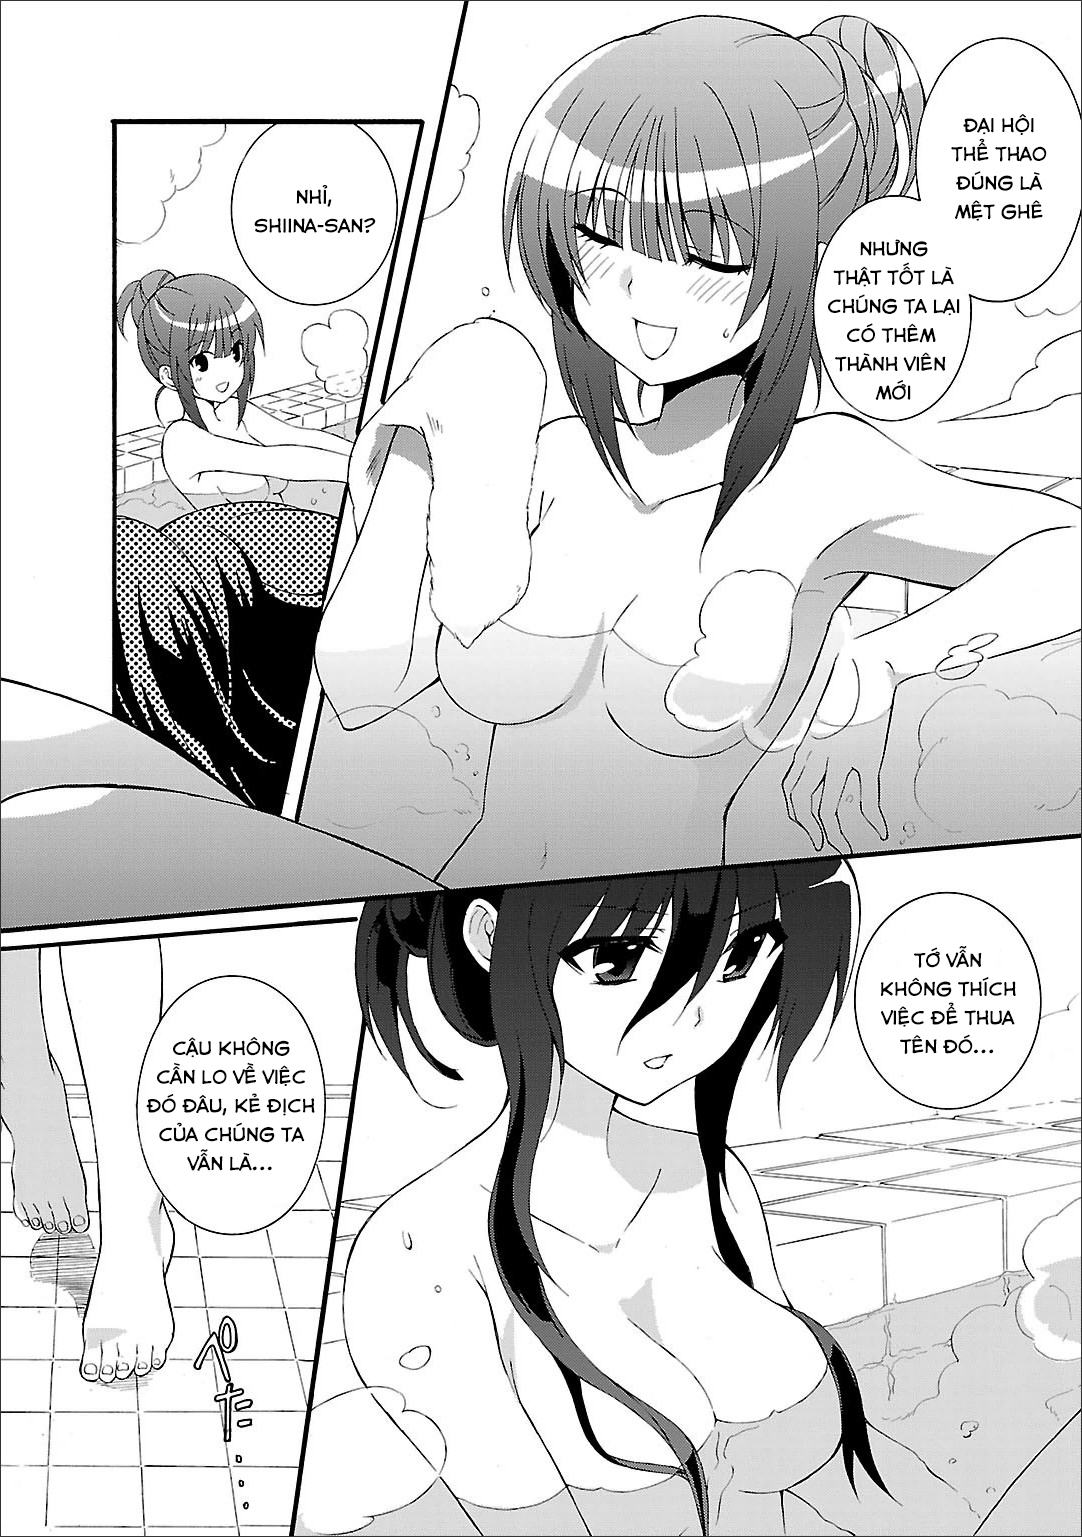 ĐẠI HỘI
THỂ THAO
ĐÚNG LÀ
MỆT GHÊ
NHƯNG
THẬT TỐT LÀ
CHÚNG TA LẠI
CÓ THÊM
THÀNH VIÊN
MỚI
NHỈ,
SHIINA-SAN?
TỚ VẪN
KHÔNG THÍCH
VIỆC ĐỂ THUA
TÊN ĐÓ...
CẬU KHÔNG
CẦN LO VỀ VIỆC
ĐÓ ĐÂU, KẺ ĐỊCH
CỦA CHÚNG TA
VẪN LÀ...
ぺた...